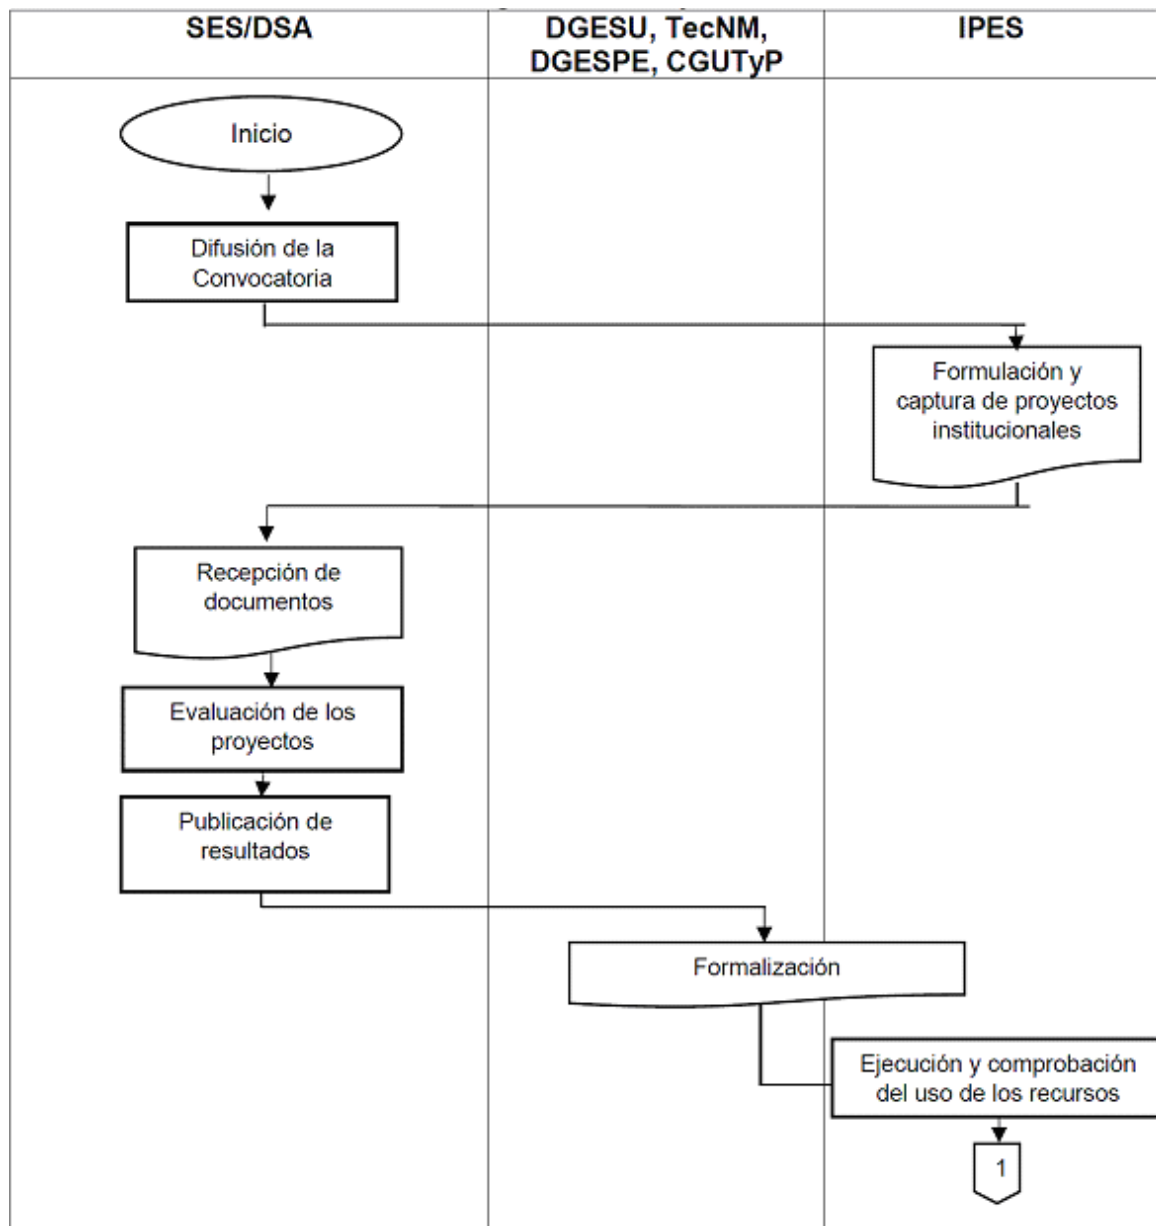 SES/DSA
DGESU, TecNM,
DGESPE, CGUTyP
IPES
Inicio
Difusión de la
Convocatoria
Formulación y
captura de proyectos
institucionales
Recepción de
documentos
Evaluación de los
proyectos
Publicación de
resultados
Formalización
Ejecución y comprobación
del uso de los recursos
1